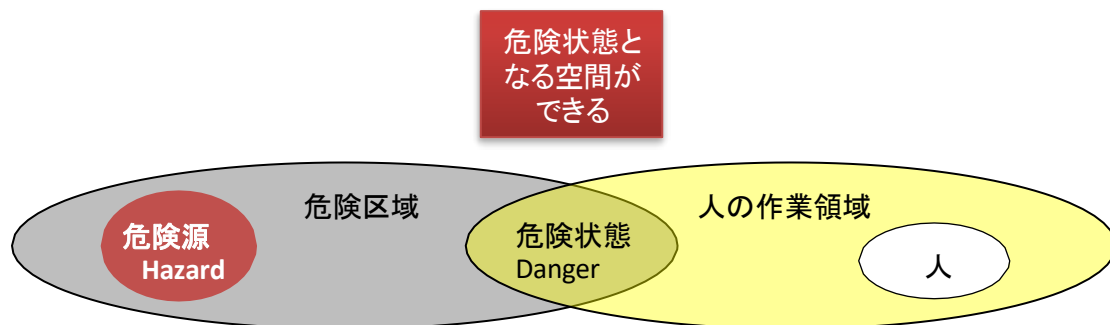 危険状態と
なる空間が
できる
危険区域
人の作業領域
危険源
Hazard
危険状態
Danger
人